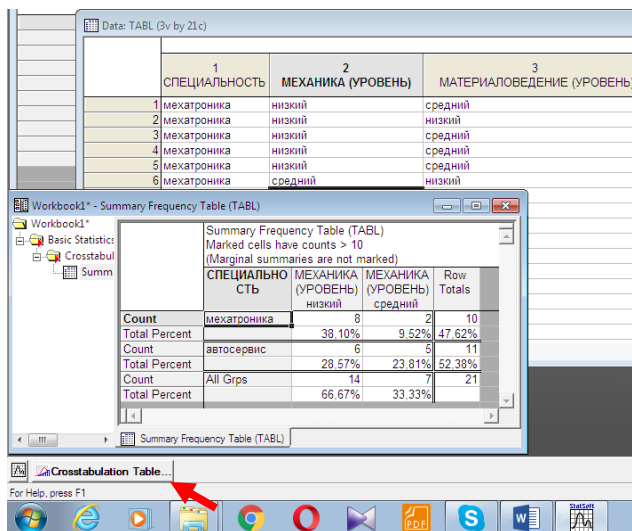 Data: TABL (3v by 21c)
1 2 3
СПЕЦИАЛЬНОСТЬ МЕХАНИКА (УРОВЕНЬ) МАТЕРИАЛОВЕДЕНИЕ (УРОВЕНЬ)
1 мехатроника низкий средний
2 мехатроника низкий низкий
3 мехатроника низкий средний
4 мехатроника низкий средний
5 мехатроника низкий средний
6 мехатроника средний низкий
Workbook1* - Summary Frequency Table (TABL)
Workbook1*
Basic Statistics
Crosstabul
Summ
Summary Frequency Table (TABL)
Marked cells have counts > 10
(Marginal summaries are not marked)
СПЕЦИАЛЬНО МЕХАНИКА МЕХАНИКА Row
СТЬ (УРОВЕНЬ) (УРОВЕНЬ) Totals
низкий средний
Count мехатроника 8 2 10
Total Percent 38,10% 9,52% 47,62%
Count автосервис 6 5 11
Total Percent 28,57% 23,81% 52,38%
Count All Grps 14 7 21
Total Percent 66,67% 33,33%
Summary Frequency Table (TABL)
Crosstabulation Table...
For Help, press F1
PDF
S
W
StatSoft